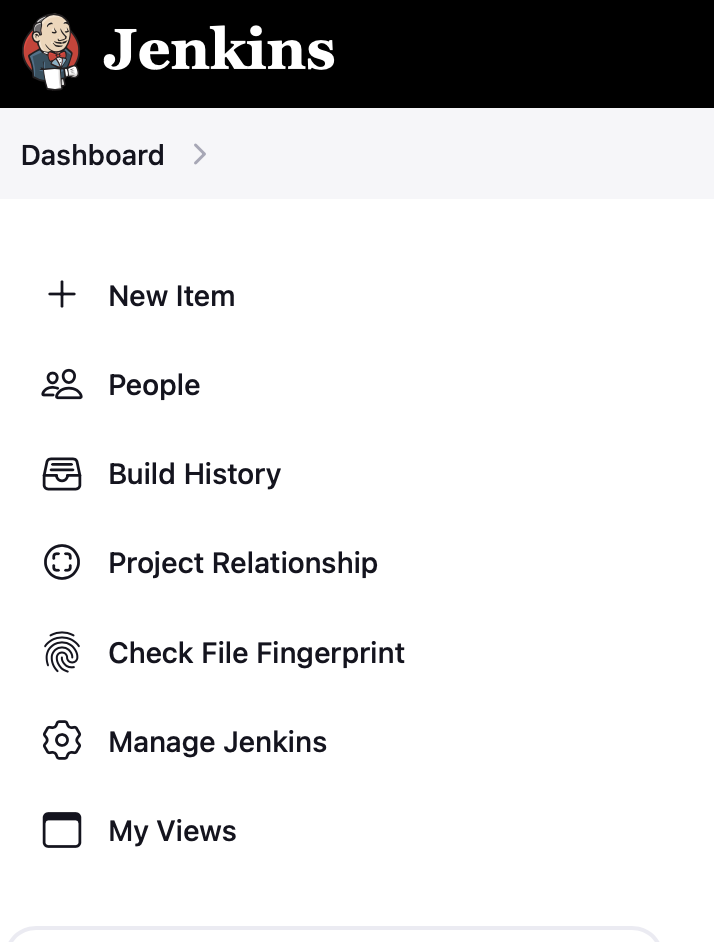 Jenkins
Dashboard
New Item
People
Build History
Project Relationship
Check File Fingerprint
Manage Jenkins
My Views